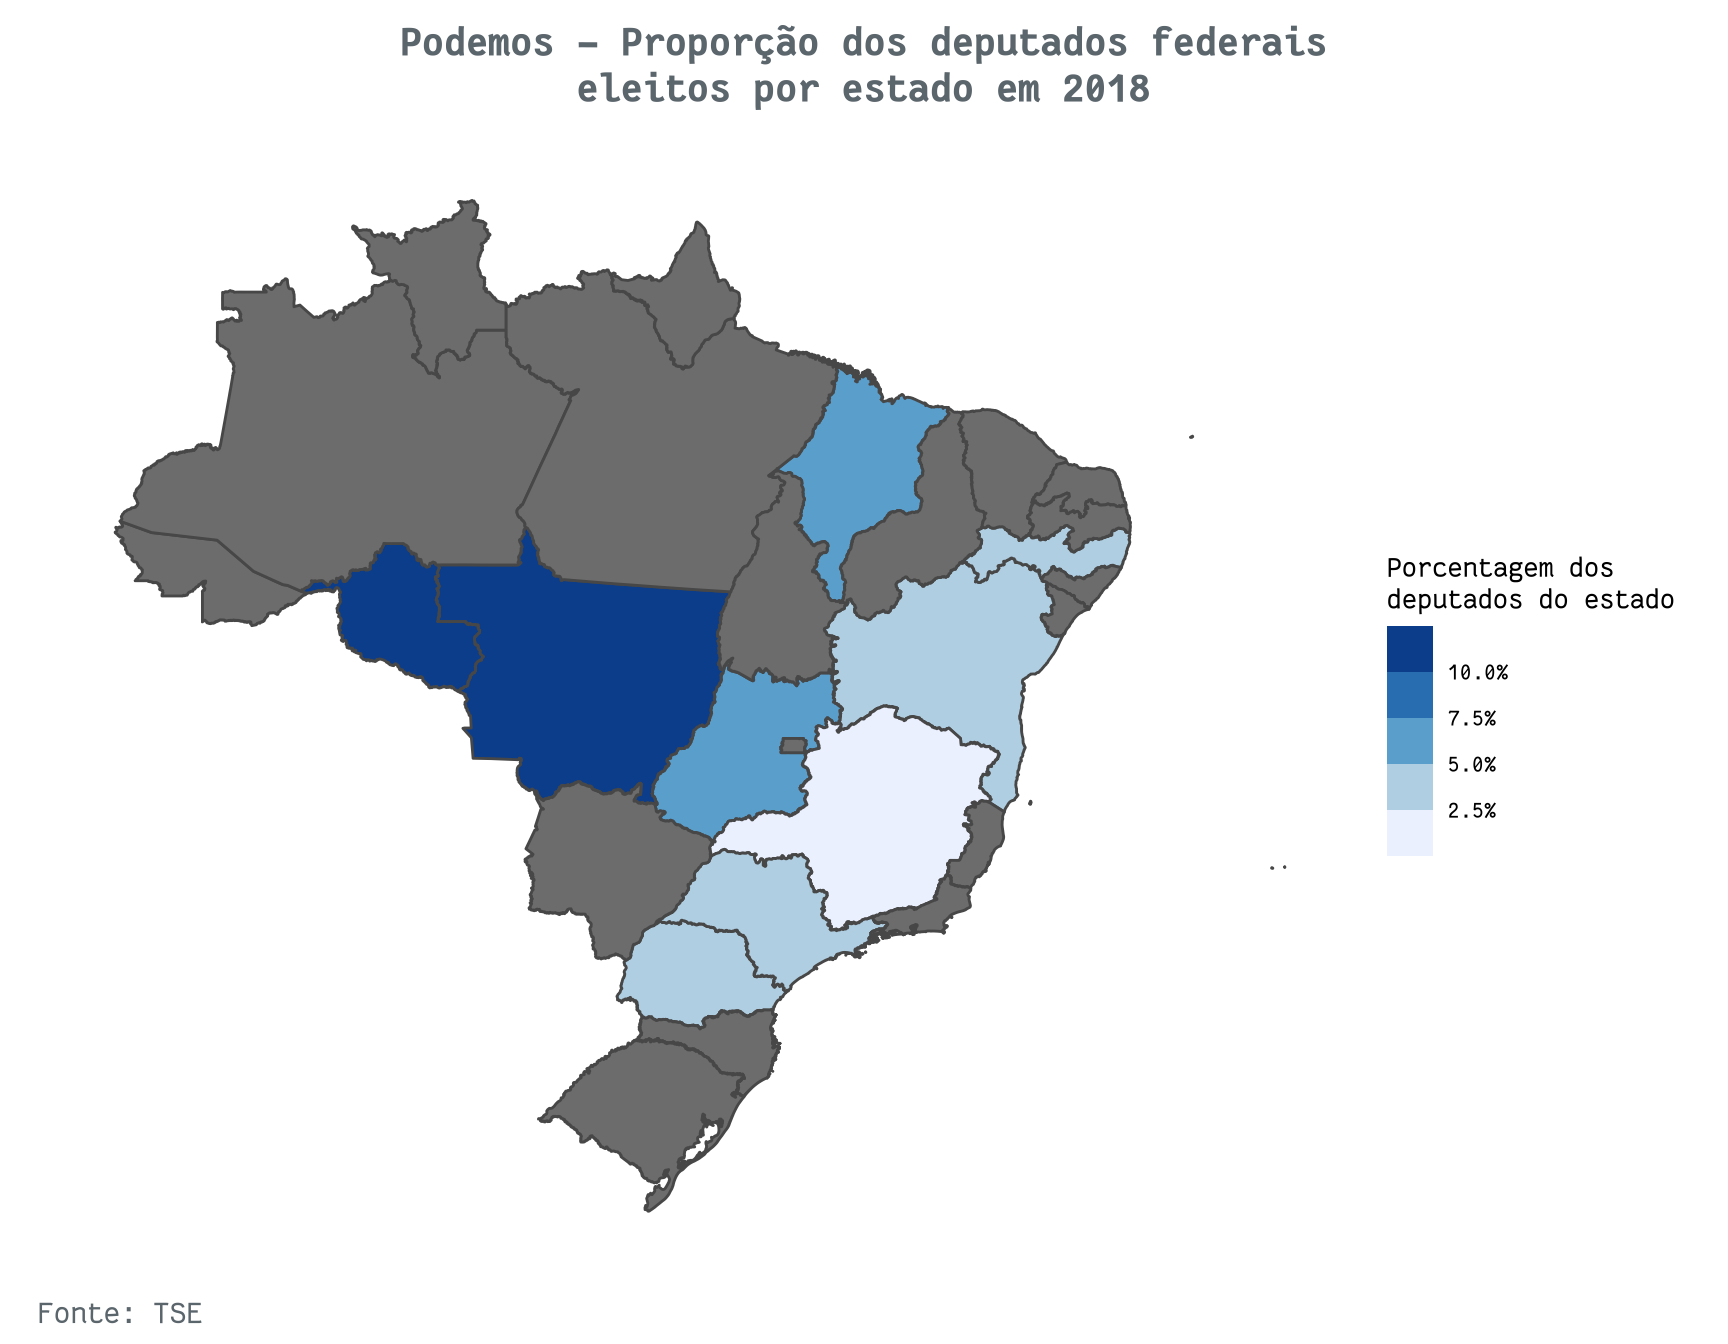 Podemos – Proporção dos deputados federais
eleitos por estado em 2018
Porcentagem dos
deputados do estado
10.0%
7.5%
5.0%
2.5%
Fonte: TSE